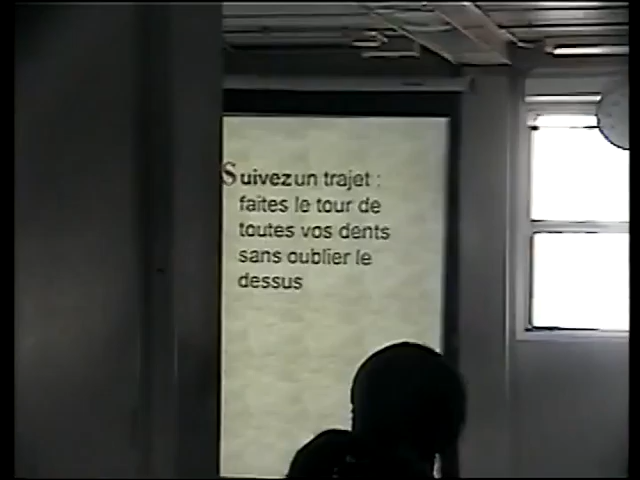 Suivez un trajet :
faites le tour de
toutes vos dents
sans oublier le
dessus